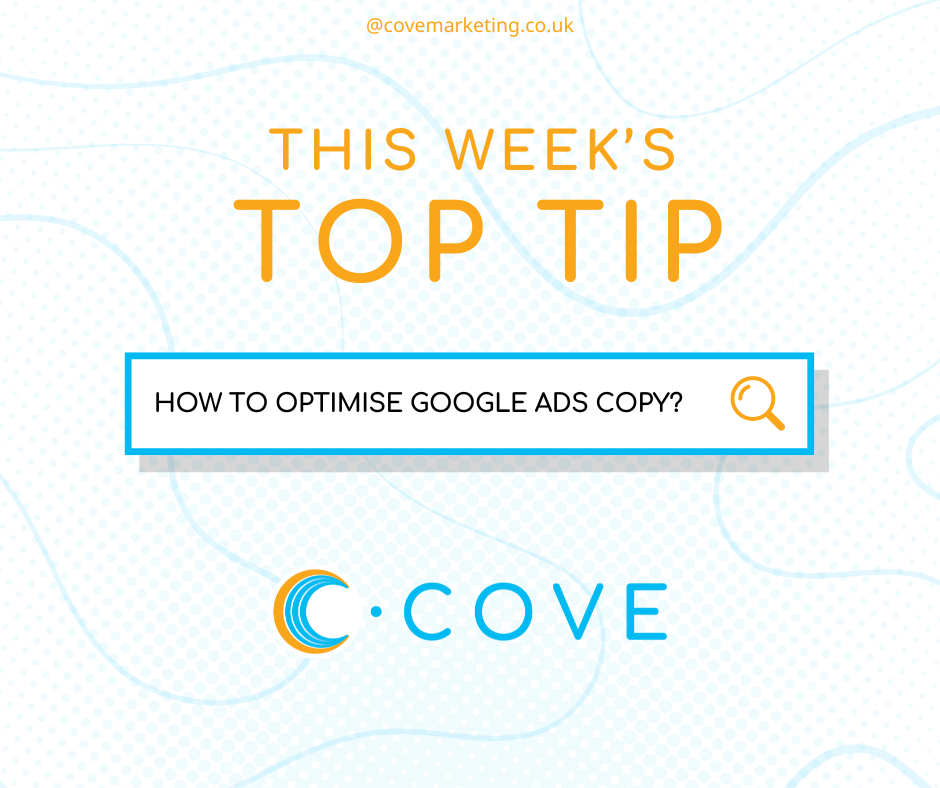 @covemarketing.co.uk
THIS WEEK’S
TOP TIP
HOW TO OPTIMISE GOOGLE ADS COPY?
C·COVE